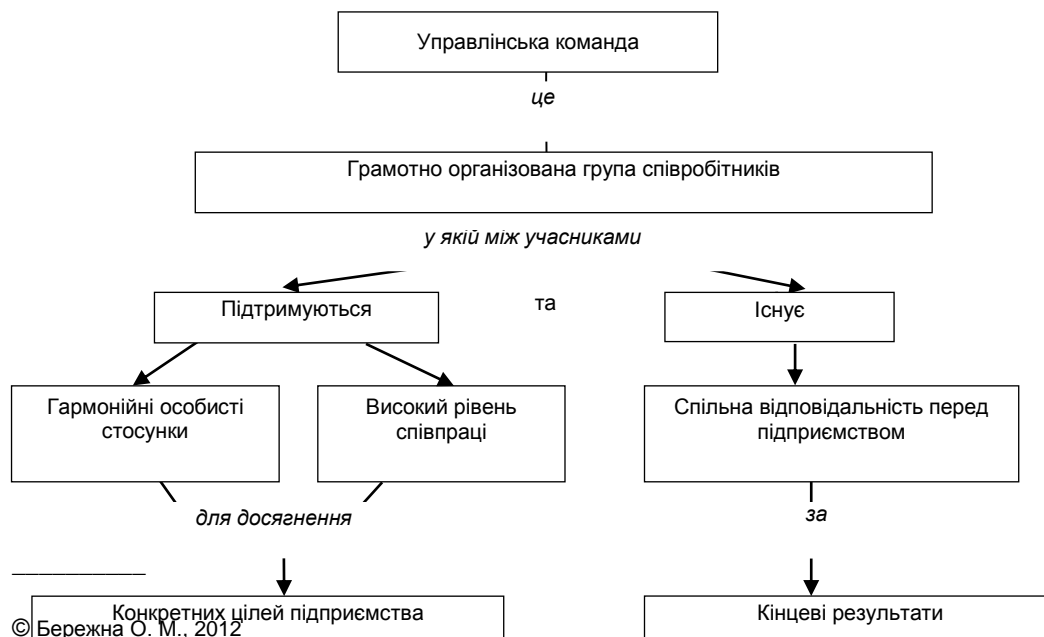 Управлінська команда
це
Грамотно організована група співробітників
у якій між учасниками
Підтримуються
та
Існує
Гармонійні особисті
стосунки
Високий рівень
співпраці
Спільна відповідальність перед
підприємством
для досягнення
за
Конкретних цілей підприємства
Кінцеві результати
© Бережна О. М., 2012